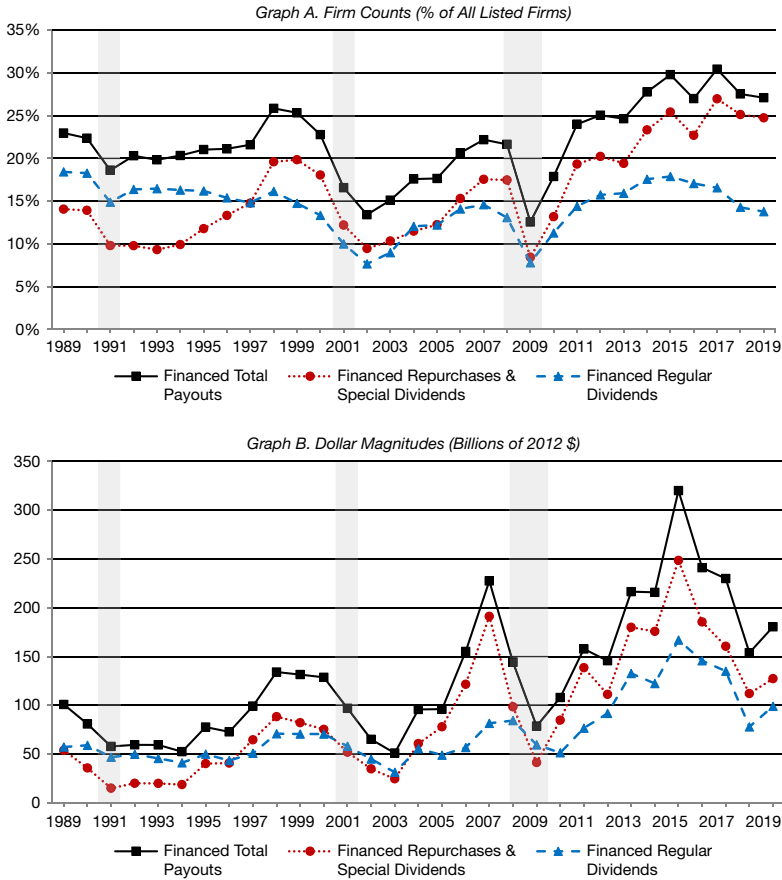 Graph A. Firm Counts (% of All Listed Firms)
35%
30%
25%
20%
15%
10%
5%
0%
1989 1991 1993 1995 1997 1999 2001 2003 2005 2007 2009 2011 2013 2015 2017 2019
Financed Total Payouts
Financed Repurchases & Special Dividends
Financed Regular Dividends
Graph B. Dollar Magnitudes (Billions of 2012 $)
350
300
250
200
150
100
50
0
1989 1991 1993 1995 1997 1999 2001 2003 2005 2007 2009 2011 2013 2015 2017 2019
Financed Total Payouts
Financed Repurchases & Special Dividends
Financed Regular Dividends